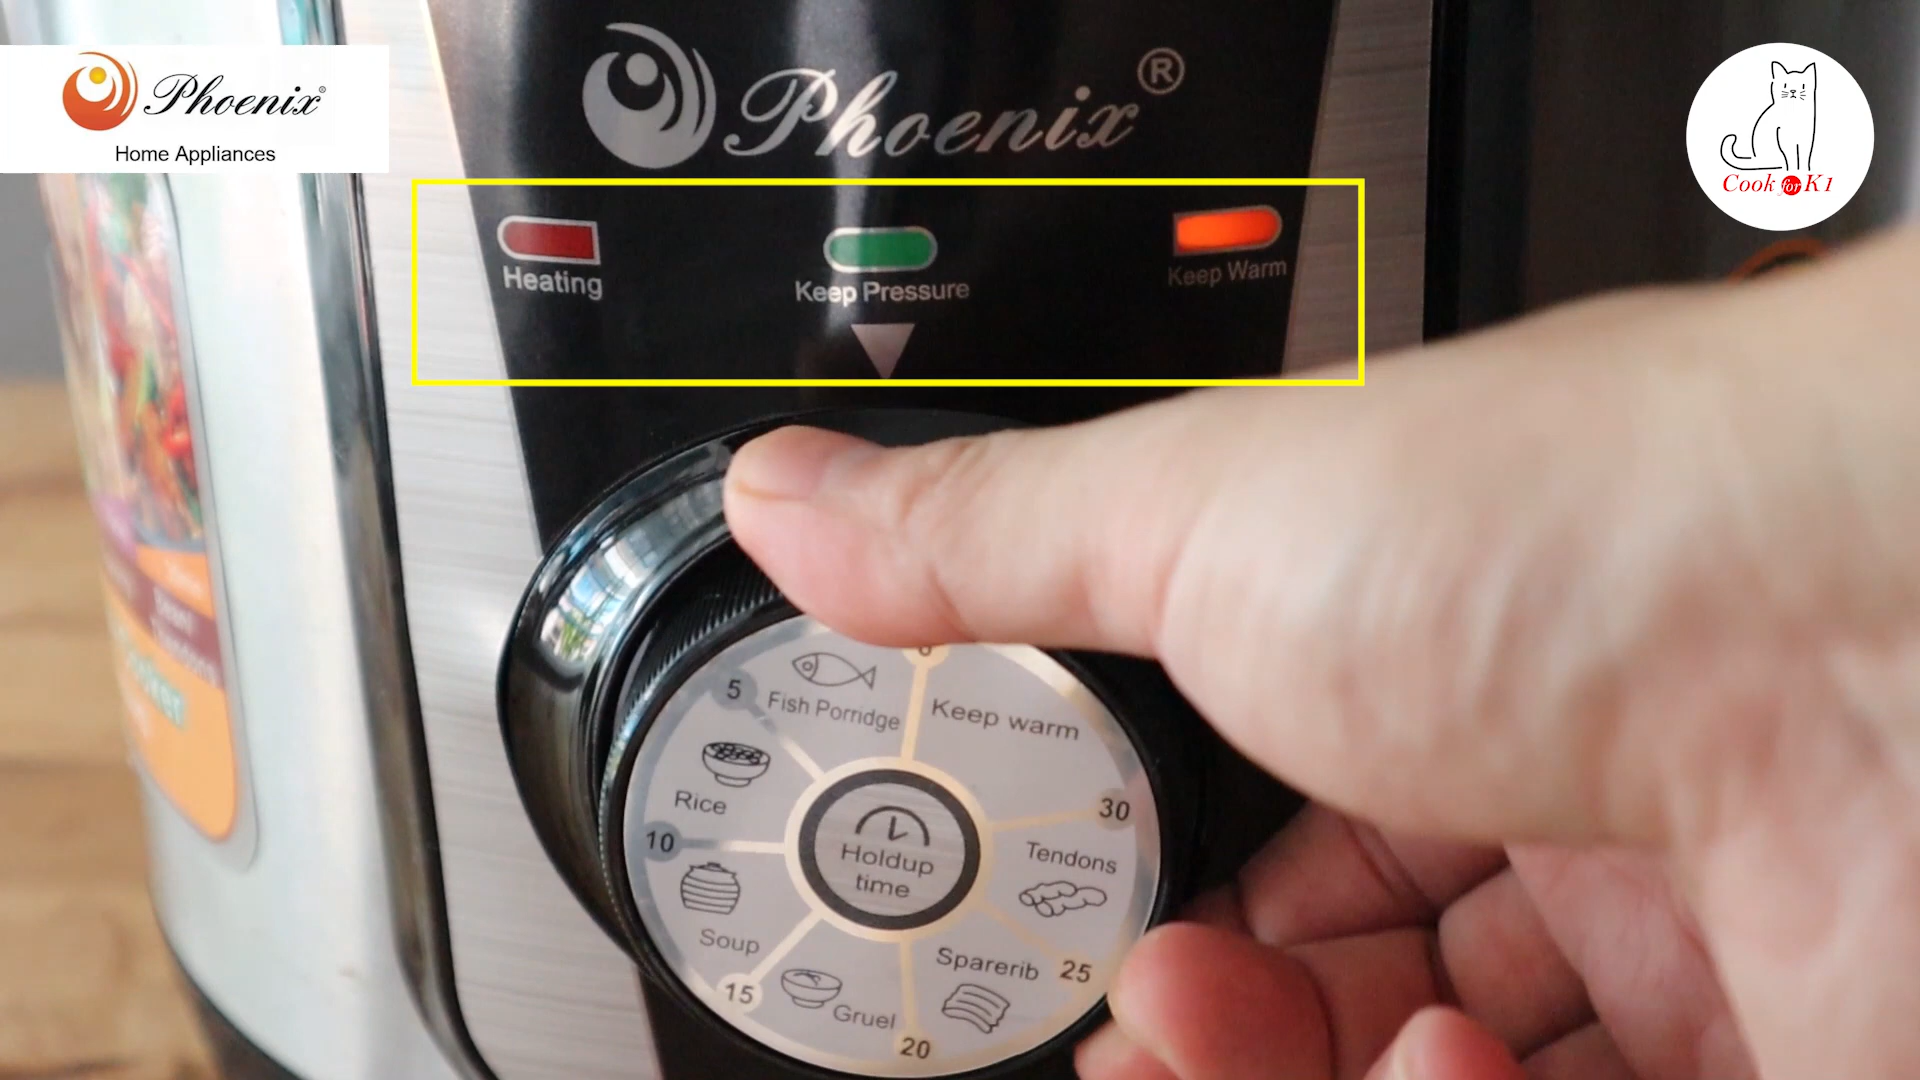 Phoenix®
Home Appliances
Phoenix®
Cook for K1
Heating
Keep Pressure
Keep Warm
Fish Porridge
Keep warm
5
Rice
30
10
Tendons
Holdup
time
Soup
Sparerib
25
15
Gruel
20